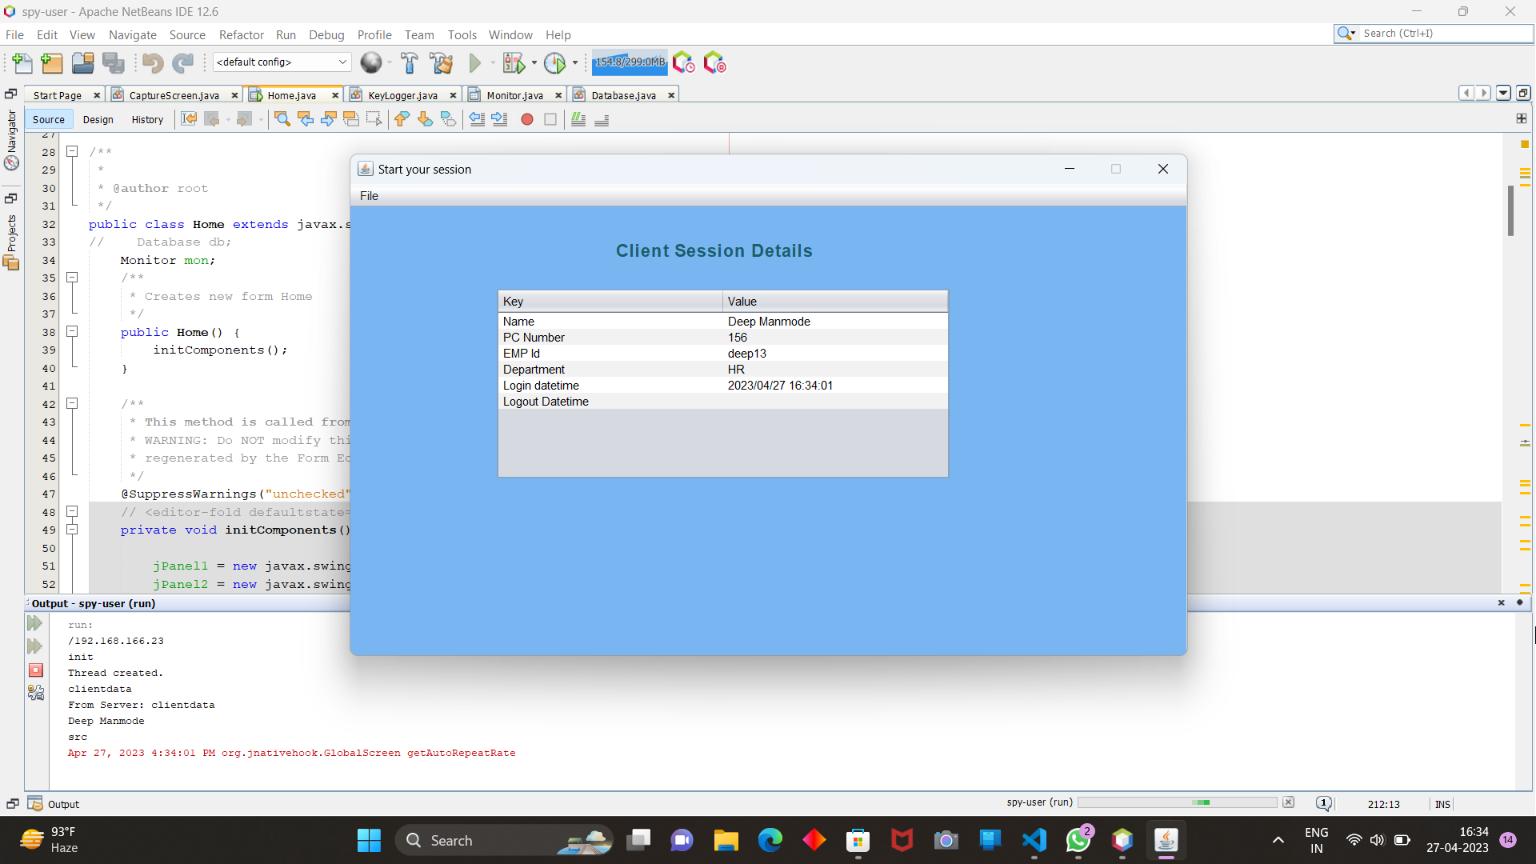 spy-user - Apache NetBeans IDE 12.6
File Edit View Navigate Source Refactor Run Debug Profile Team Tools Window Help
Search (Ctrl+I)
<default config>
154.8/299.0MB
Start Page
CaptureScreen.java
Home.java
KeyLogger.java
Monitor.java
Database.java
Source Design History
Navigator
Projects
27
28 /**
29 *
30 * @author root
31 */
32 public class Home extends javax.s
33 // Database db;
34 Monitor mon;
35 /**
36 * Creates new form Home
37 */
38 public Home() {
39 initComponents();
40 }
41
42 /**
43 * This method is called from
44 * WARNING: Do NOT modify thi
45 * regenerated by the Form Ed
46 */
47 @SuppressWarnings("unchecked"
48 // <editor-fold defaultstate=
49 private void initComponents()
50
51 jPanel1 = new javax.swing
52 jPanel2 = new javax.swing
Start your session
File
Client Session Details
Key Value
Name Deep Manmode
PC Number 156
EMP Id deep13
Department HR
Login datetime 2023/04/27 16:34:01
Logout Datetime
Output - spy-user (run)
run:
/192.168.166.23
init
Thread created.
clientdata
From Server: clientdata
Deep Manmode
src
Apr 27, 2023 4:34:01 PM org.jnativehook.GlobalScreen getAutoRepeatRate
Output
spy-user (run)
1
212:13
INS
93°F
Haze
Search
2
ENG
IN
16:34
27-04-2023
14